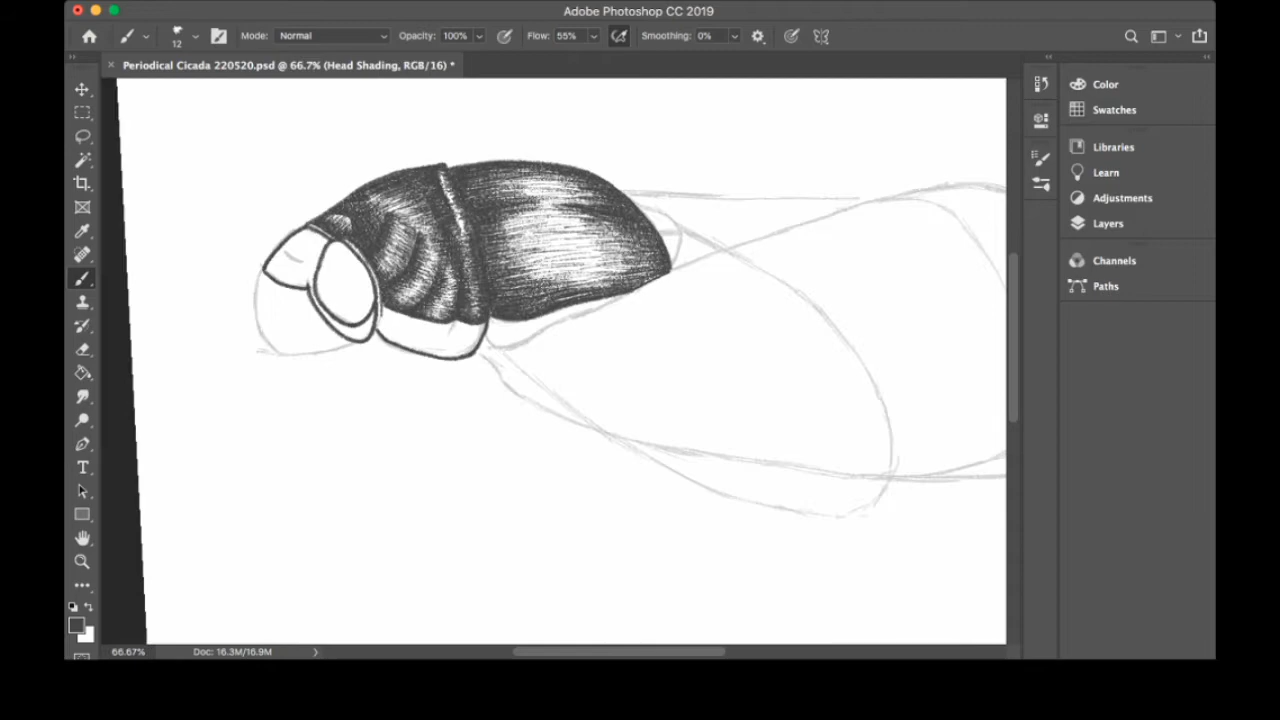 Adobe Photoshop CC 2019
12 Mode: Normal Opacity: 100% Flow: 55% Smoothing: 0%
× Periodical Cicada 220520.psd @ 66.7% (Head Shading, RGB/16) *
Color
Swatches
Libraries
Learn
Adjustments
Layers
Channels
Paths
66.67% Doc: 16.3M/16.9M